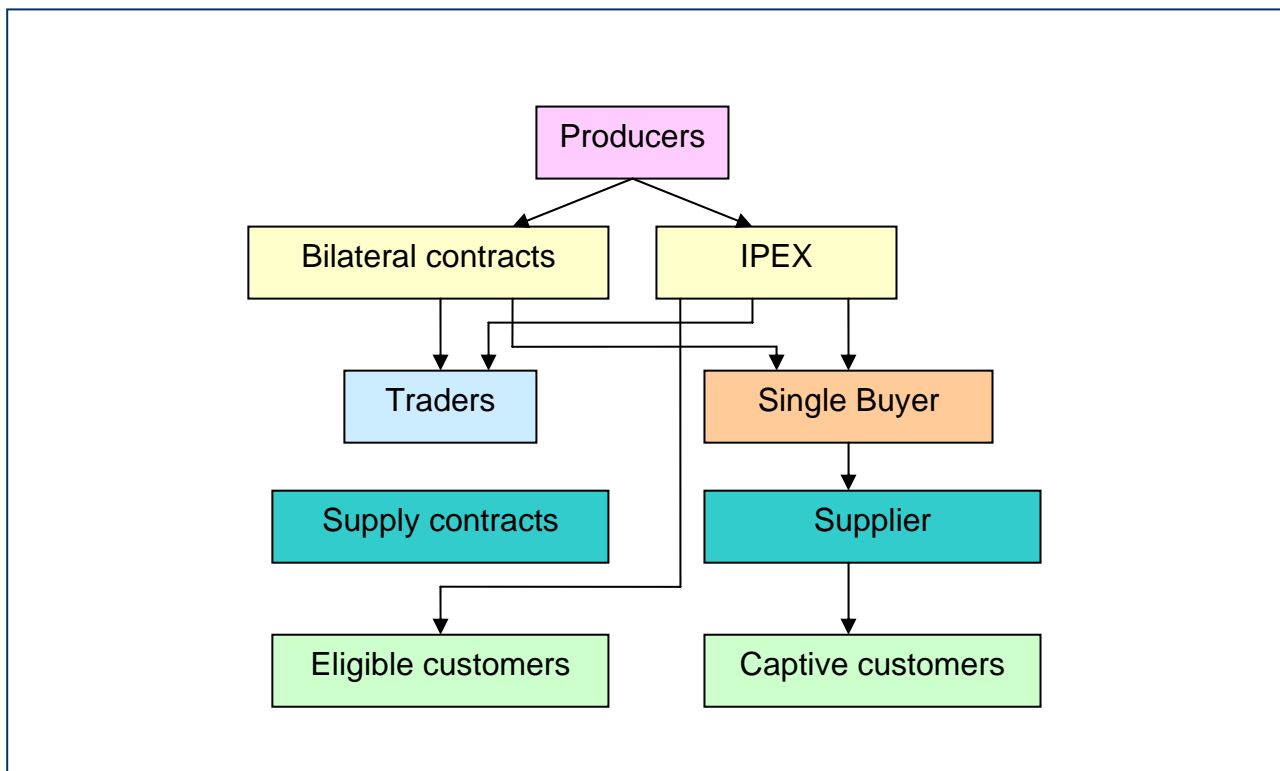 Producers
Bilateral contracts
IPEX
Traders
Single Buyer
Supply contracts
Supplier
Eligible customers
Captive customers